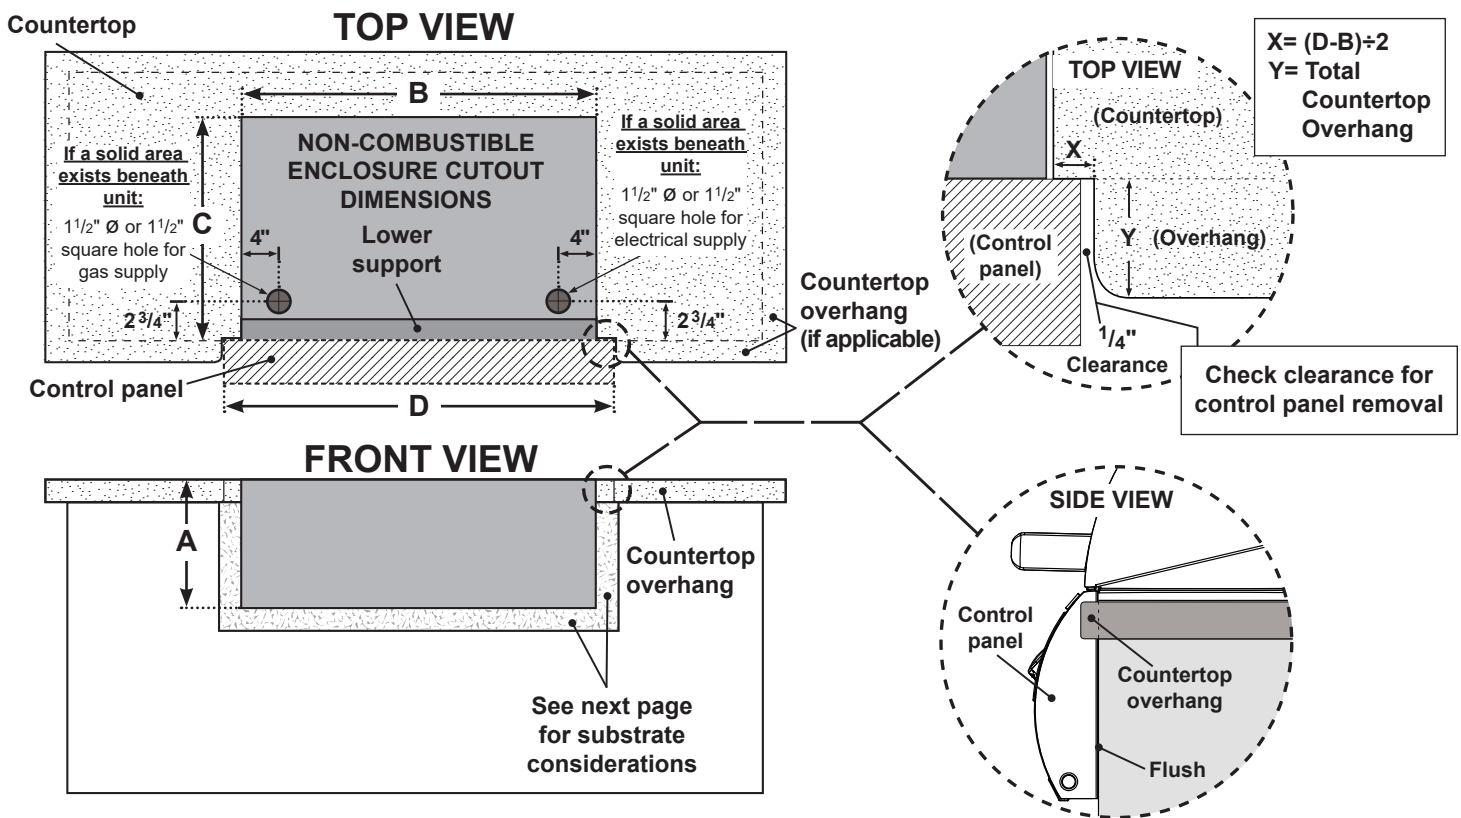 Countertop
TOP VIEW
B
NON-COMBUSTIBLE
ENCLOSURE CUTOUT
DIMENSIONS
If a solid area
exists beneath
unit:
1 1/2" Ø or 1 1/2"
square hole for
gas supply
C
4"
Lower
support
4"
If a solid area
exists beneath
unit:
1 1/2" Ø or 1 1/2"
square hole for
electrical supply
2 3/4"
2 3/4"
Countertop
overhang
(if applicable)
Control panel
D
TOP VIEW
(Countertop)
X
(Control
panel)
Y
(Overhang)
1/4"
Clearance
X= (D-B)÷2
Y= Total
Countertop
Overhang
Check clearance for
control panel removal
FRONT VIEW
A
Countertop
overhang
See next page
for substrate
considerations
SIDE VIEW
Control
panel
Countertop
overhang
Flush